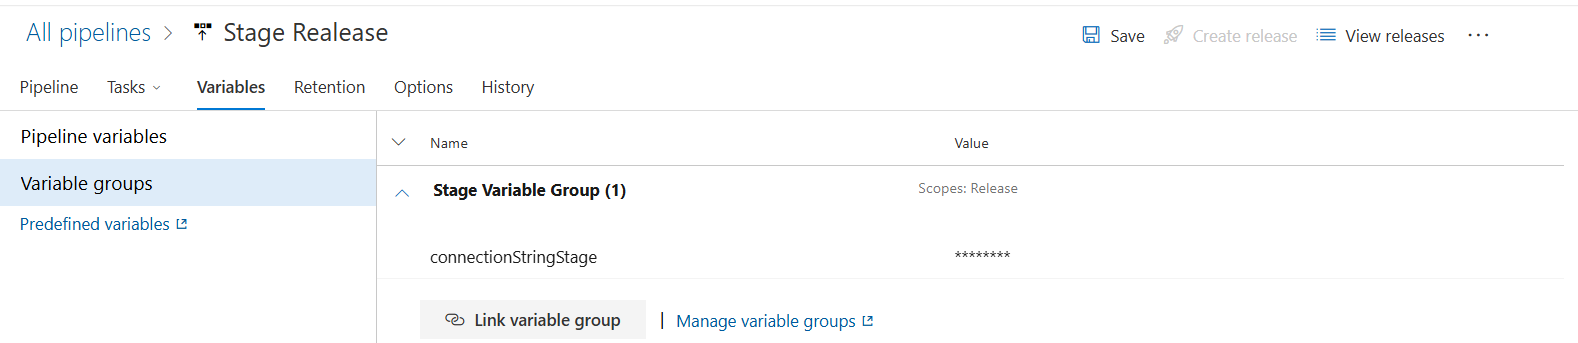 All pipelines > Stage Realease
Save Create release View releases ...
Pipeline Tasks Variables Retention Options History
Pipeline variables
Variable groups
Predefined variables
Name Value
Stage Variable Group (1) Scopes: Release
connectionStringStage ********
Link variable group | Manage variable groups